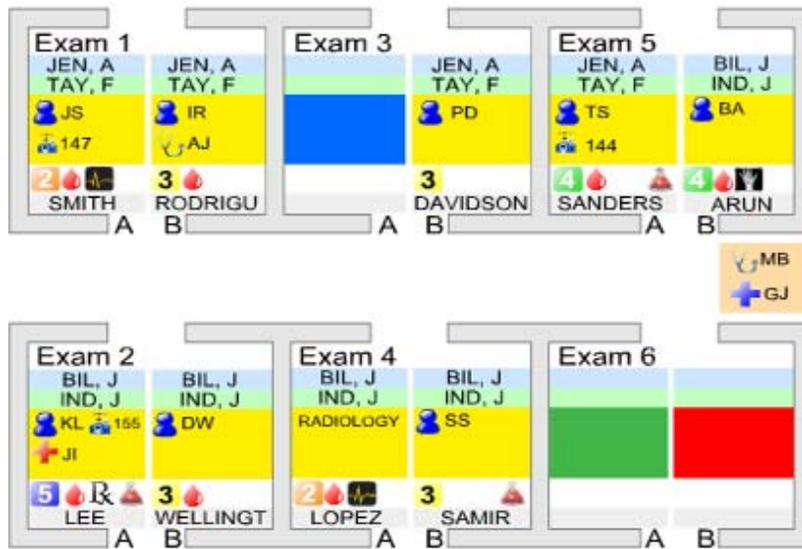 Exam 1
Exam 3
Exam 5
JEN, A JEN, A JEN, A JEN, A BIL, J
TAY, F TAY, F TAY, F TAY, F IND, J
JS IR PD TS BA
147 AJ 144
2 3 3 4 4
SMITH RODRIGU DAVIDSON SANDERS ARUN
A B A B A B
MB
GJ
Exam 2
Exam 4
Exam 6
BIL, J BIL, J BIL, J BIL, J
IND, J IND, J IND, J IND, J
KL 155 DW RADIOLOGY SS
JI
5 Rx 3 2 3
LEE WELLINGT LOPEZ SAMIR
A B A B A B